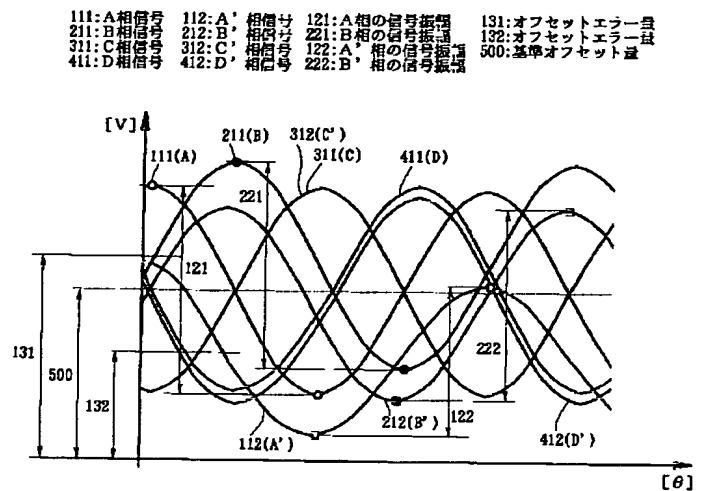 111:A相信号 112:A'相信号 121:A相の信号振幅 131:オフセットエラー量
211:B相信号 212:B'相信号 221:B相の信号振幅 132:オフセットエラー量
311:C相信号 312:C'相信号 122:A'相の信号振幅 500:基準オフセット量
411:D相信号 412:D'相信号 222:B'相の信号振幅
[V]
211(B)
312(C')
111(A)
311(C)
411(D)
221
121
131
500
222
132
122
212(B')
112(A')
412(D')
[θ]